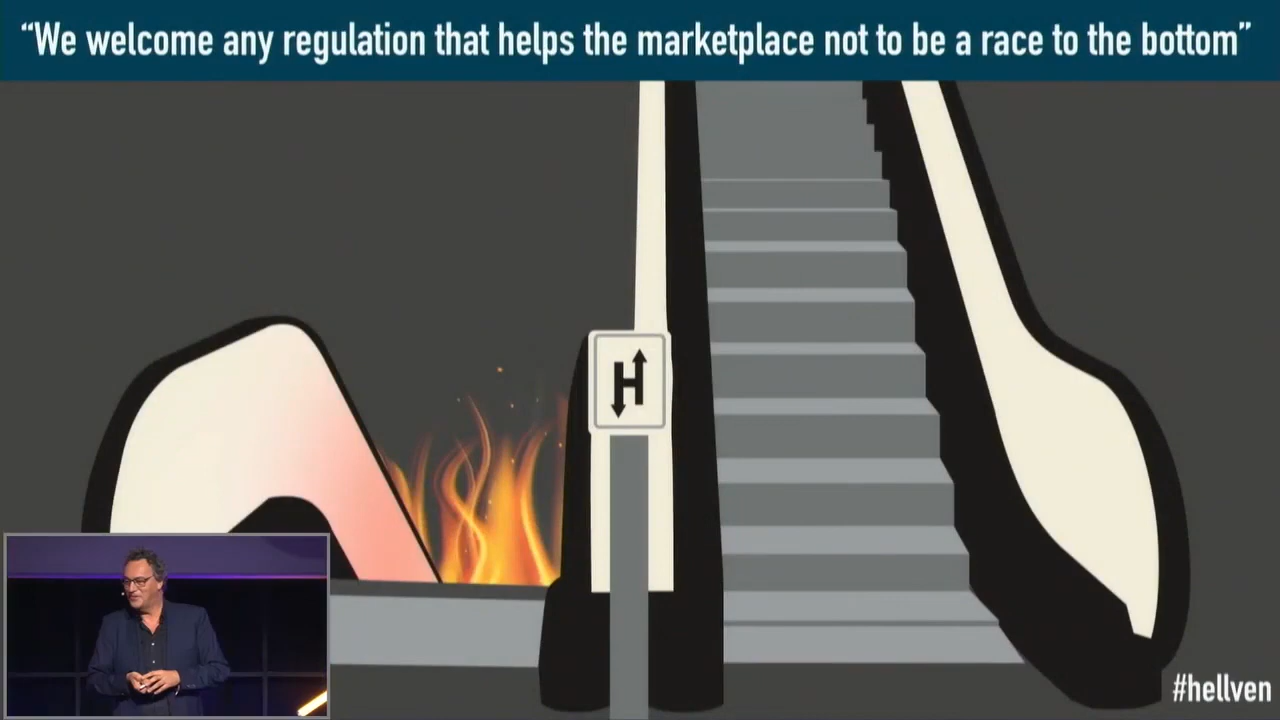 “We welcome any regulation that helps the marketplace not to be a race to the bottom”
H
#hellven